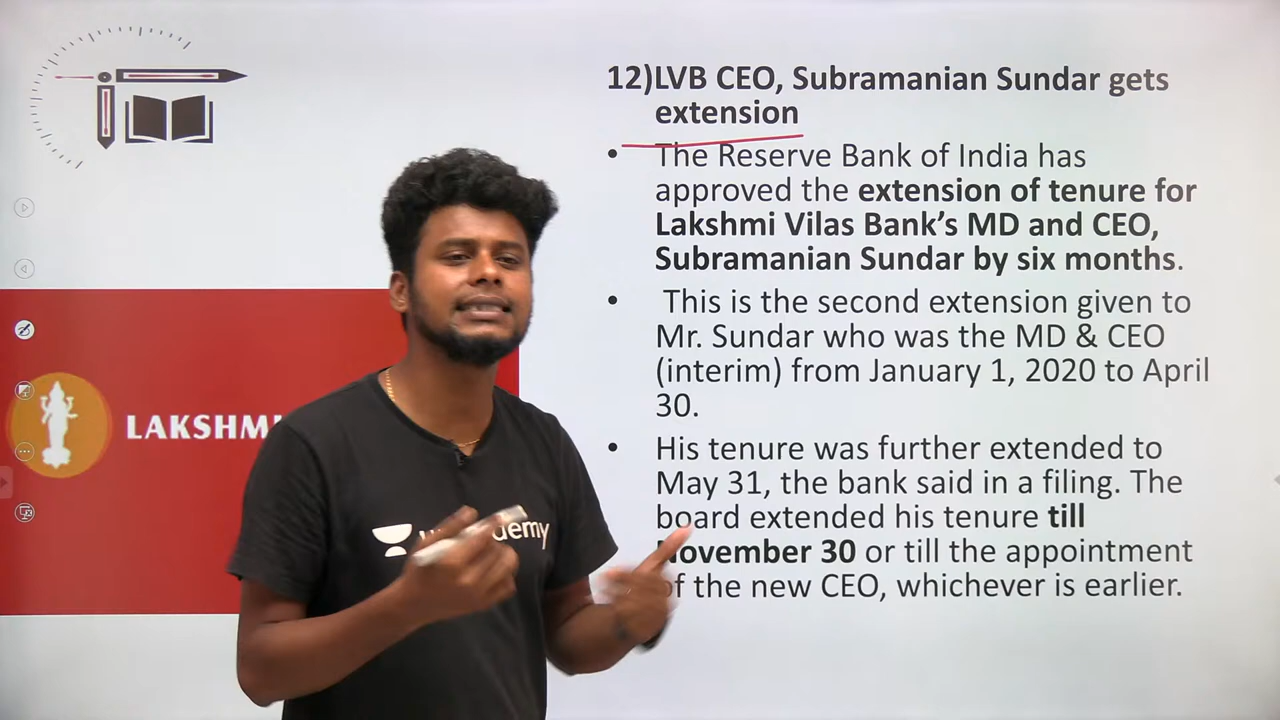 12)LVB CEO, Subramanian Sundar gets
extension
• The Reserve Bank of India has
approved the extension of tenure for
Lakshmi Vilas Bank’s MD and CEO,
Subramanian Sundar by six months.
• This is the second extension given to
Mr. Sundar who was the MD & CEO
(interim) from January 1, 2020 to April
30.
• His tenure was further extended to
May 31, the bank said in a filing. The
board extended his tenure till
November 30 or till the appointment
of the new CEO, whichever is earlier.
LAKSHMI
demy